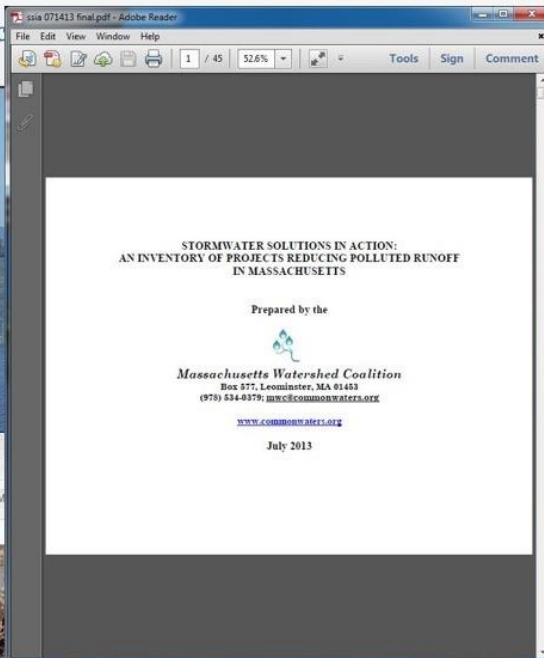 ssia 071413 final.pdf - Adobe Reader
File Edit View Window Help
1 / 45 52.6% Tools Sign Comment
STORMWATER SOLUTIONS IN ACTION:
AN INVENTORY OF PROJECTS REDUCING POLLUTED RUNOFF
IN MASSACHUSETTS
Prepared by the
Massachusetts Watershed Coalition
Box 577, Leominster, MA 01453
(978) 534-0379; mwc@commonwaters.org
www.commonwaters.org
July 2013